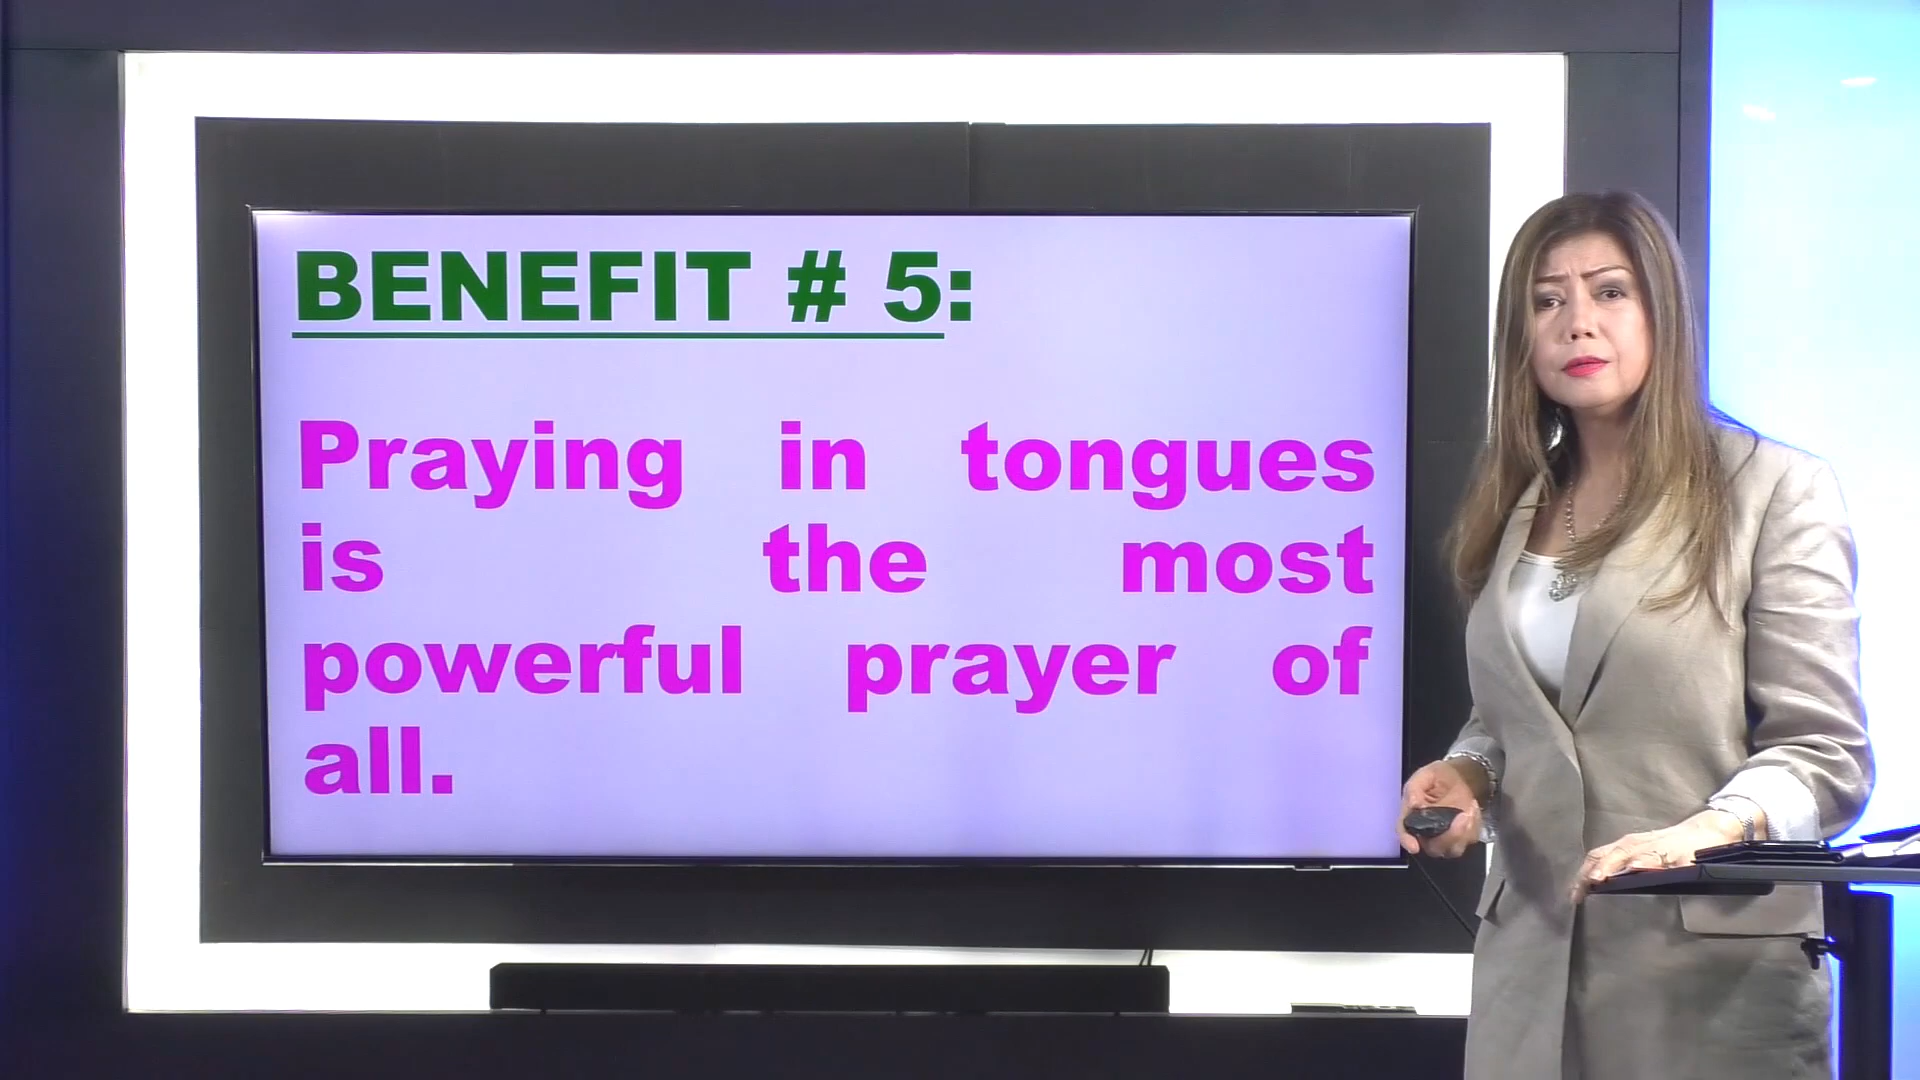 BENEFIT # 5:
Praying in tongues
is the most
powerful prayer of
all.